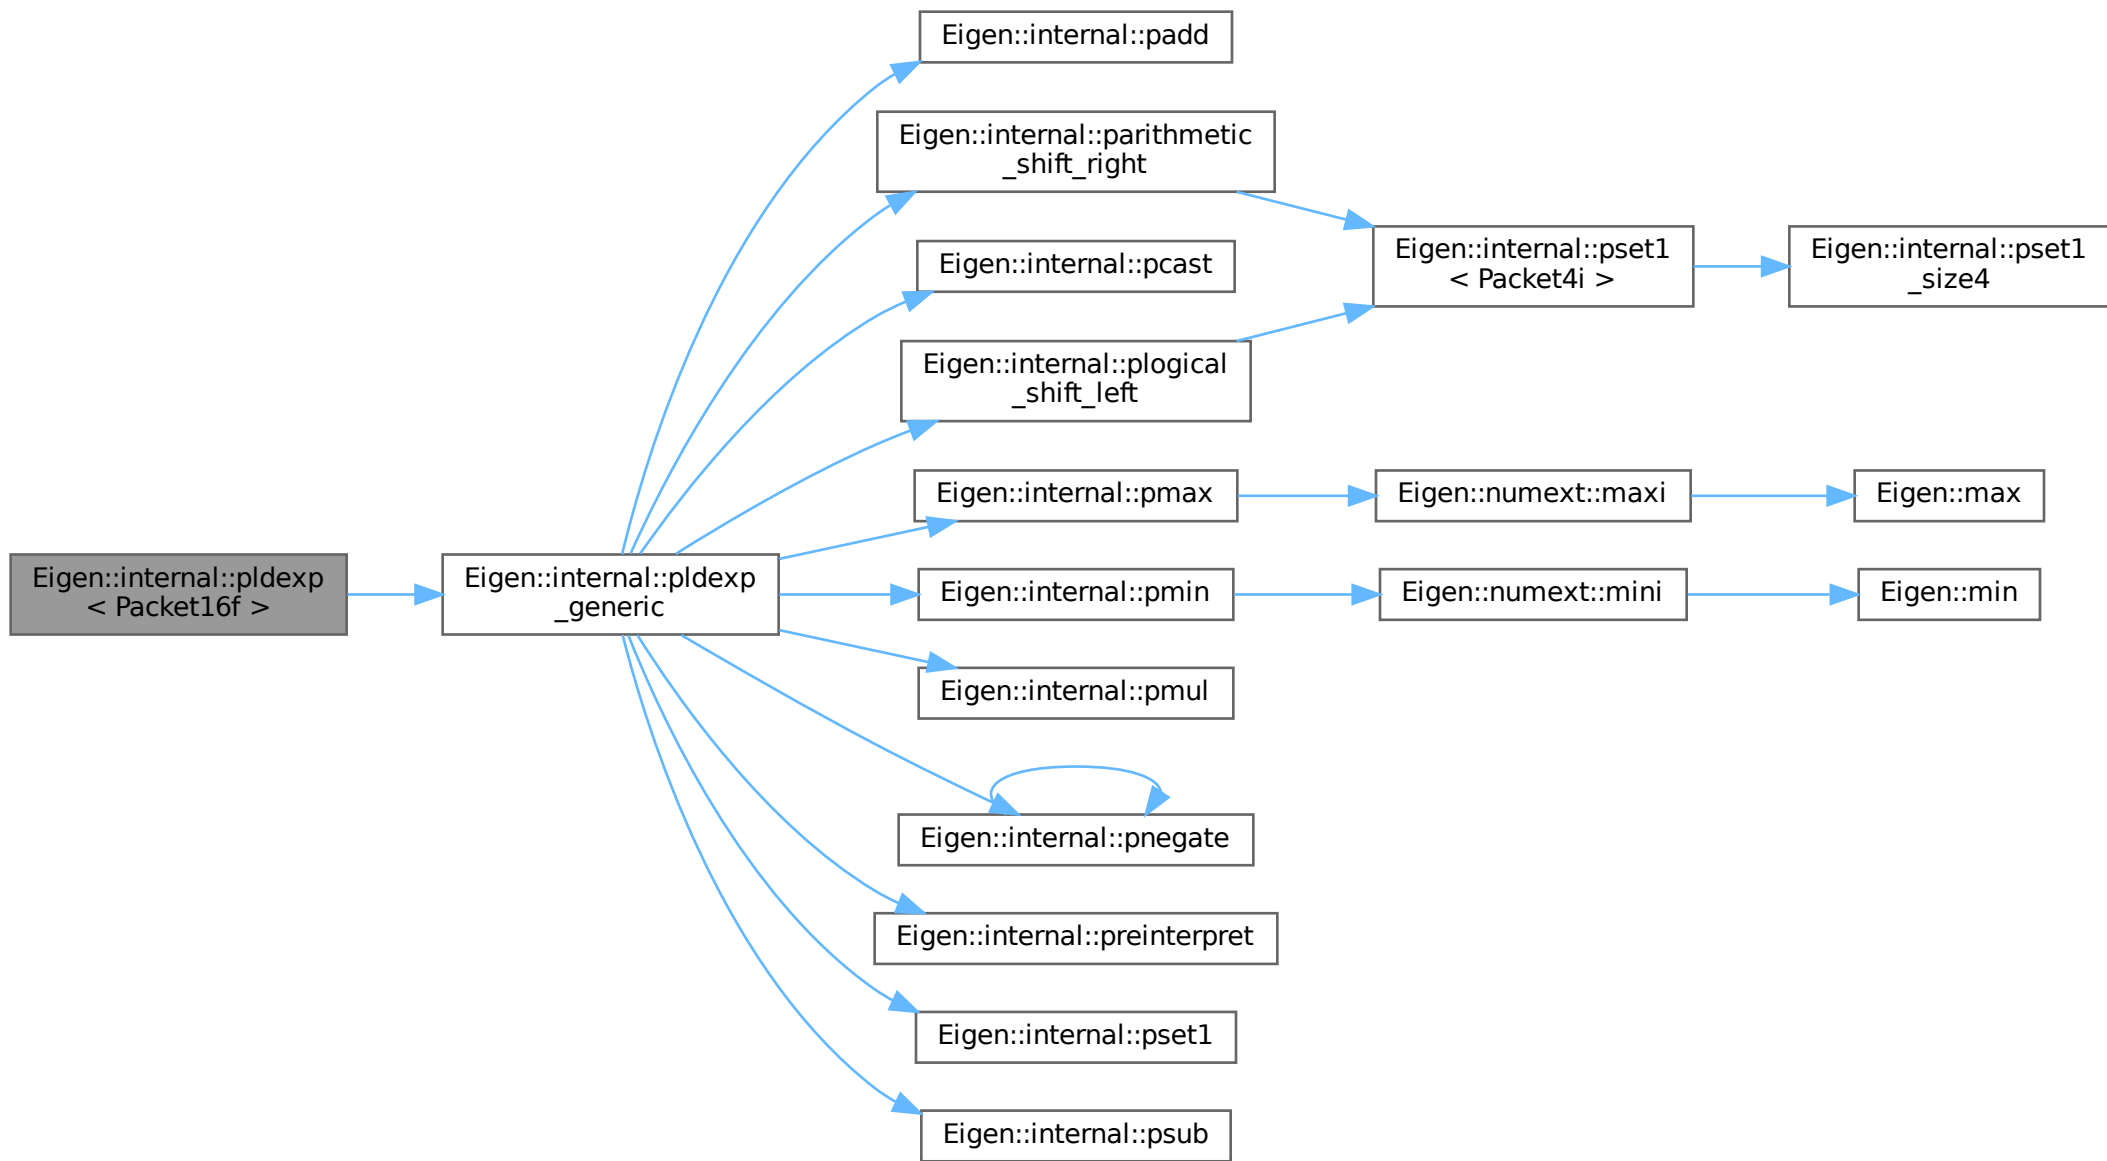 Eigen::internal::pldexp
< Packet16f >
Eigen::internal::pldexp
_generic
Eigen::internal::padd
Eigen::internal::parithmetic
_shift_right
Eigen::internal::pcast
Eigen::internal::plogical
_shift_left
Eigen::internal::pset1
< Packet4i >
Eigen::internal::pset1
_size4
Eigen::internal::pmax
Eigen::numext::maxi
Eigen::max
Eigen::internal::pmin
Eigen::numext::mini
Eigen::min
Eigen::internal::pmul
Eigen::internal::pnegate
Eigen::internal::preinterpret
Eigen::internal::pset1
Eigen::internal::psub